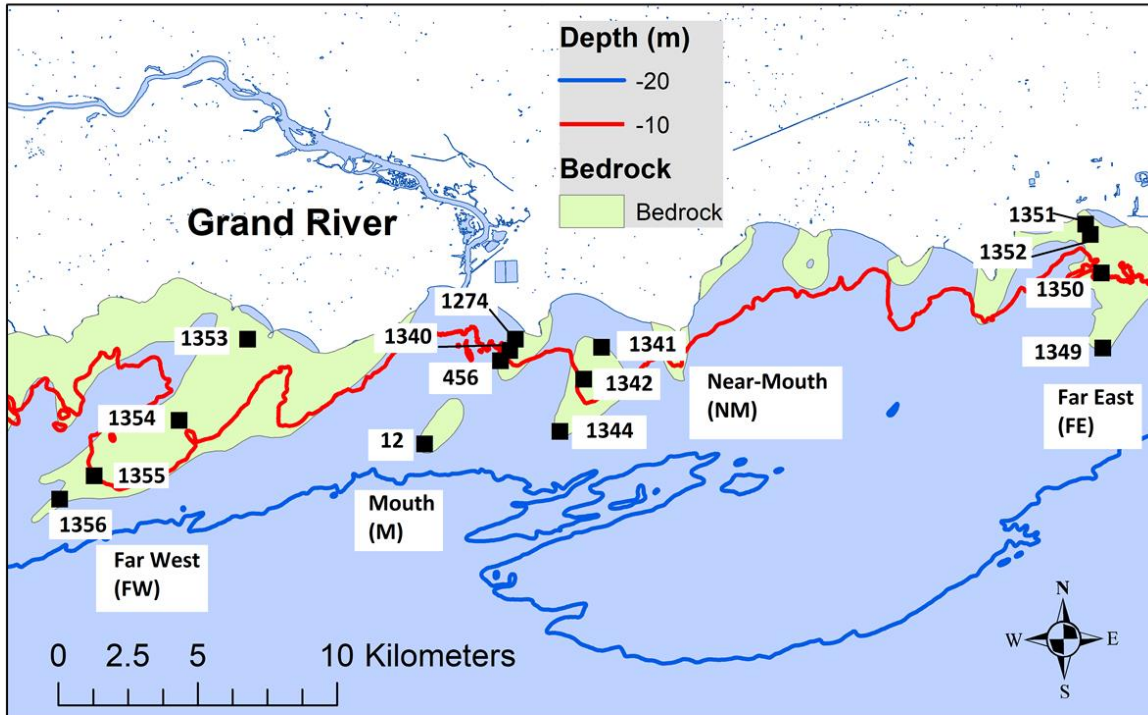 Depth (m)
-20
-10
Bedrock
Bedrock
Grand River
1351
1352
1350
1349
1274
1340
456
1353
1341
1342
1344
1354
12
1355
1356
Near-Mouth
(NM)
Far East
(FE)
Mouth
(M)
Far West
(FW)
N
W E
S
0 2.5 5 10 Kilometers